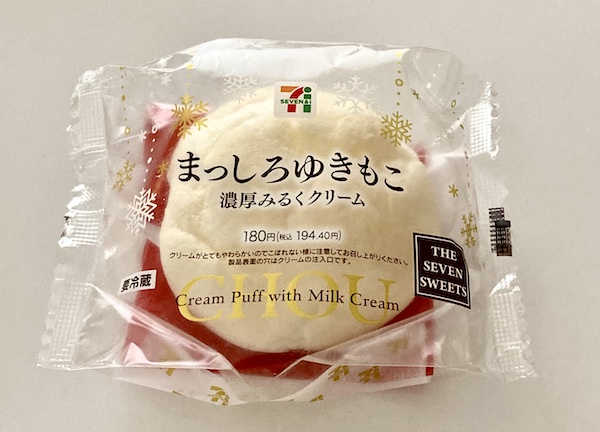 SEVEN & i
まっしろゆきもこ
濃厚みるくクリーム
180円(税込 194.40円)
クリームがとてもやわらかいのでこぼれない様に注意してお召し上がりください。
製品表面の穴はクリームの注入口です。
要冷蔵
CHOU
Cream Puff with Milk Cream
THE
SEVEN
SWEETS